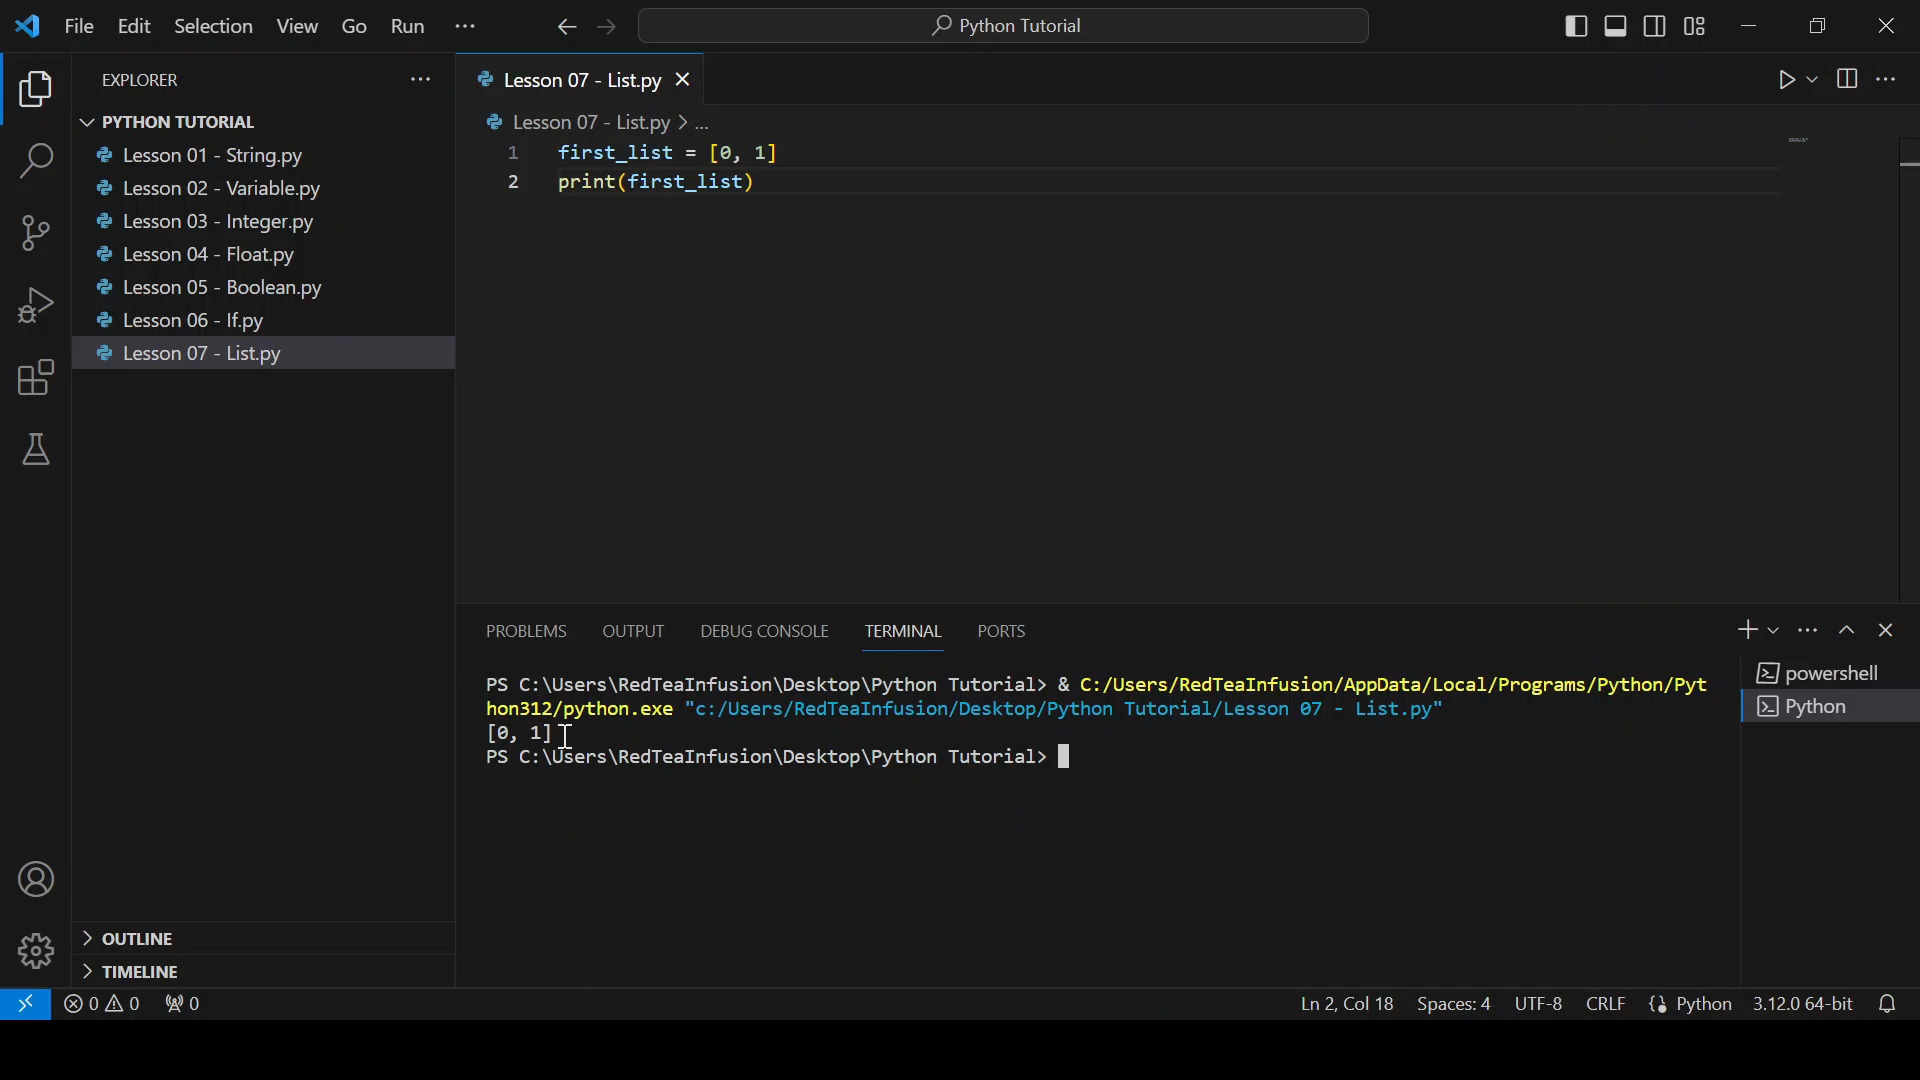 File Edit Selection View Go Run ···
Python Tutorial
EXPLORER
PYTHON TUTORIAL
Lesson 01 - String.py
Lesson 02 - Variable.py
Lesson 03 - Integer.py
Lesson 04 - Float.py
Lesson 05 - Boolean.py
Lesson 06 - If.py
Lesson 07 - List.py
OUTLINE
TIMELINE
Lesson 07 - List.py
Lesson 07 - List.py > ...
1 first_list = [0, 1]
2 print(first_list)
PROBLEMS OUTPUT DEBUG CONSOLE TERMINAL PORTS
PS C:\Users\RedTeaInfusion\Desktop\Python Tutorial> & C:/Users/RedTeaInfusion/AppData/Local/Programs/Python/Pyt
hon312/python.exe "c:/Users/RedTeaInfusion/Desktop/Python Tutorial/Lesson 07 - List.py"
[0, 1]
PS C:\Users\RedTeaInfusion\Desktop\Python Tutorial>
powershell
Python
0 0 0
Ln 2, Col 18 Spaces: 4 UTF-8 CRLF Python 3.12.0 64-bit